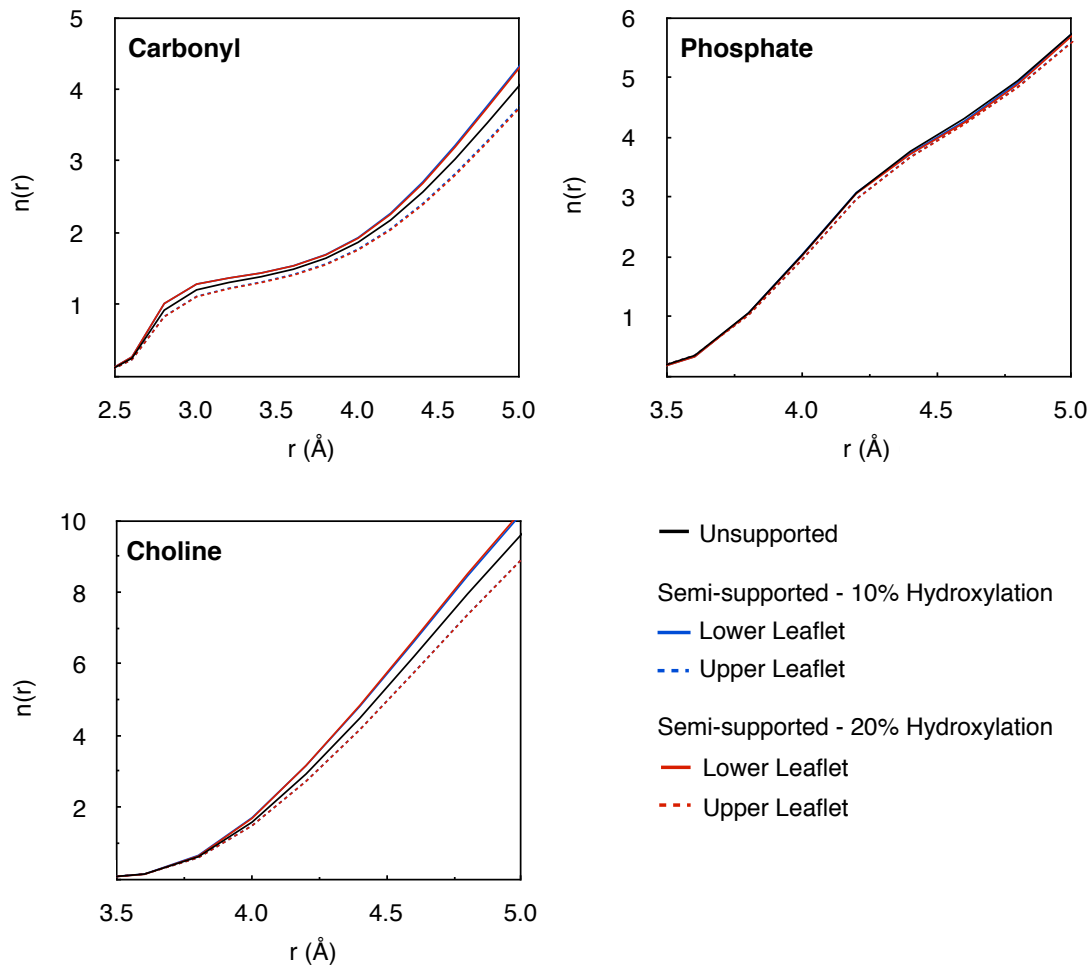 Carbonyl
n(r)
5
4
3
2
1
2.5 3.0 3.5 4.0 4.5 5.0
r (Å)
Phosphate
n(r)
6
5
4
3
2
1
3.5 4.0 4.5 5.0
r (Å)
Choline
n(r)
10
8
6
4
2
3.5 4.0 4.5 5.0
r (Å)
Unsupported
Semi-supported - 10% Hydroxylation
Lower Leaflet
Upper Leaflet
Semi-supported - 20% Hydroxylation
Lower Leaflet
Upper Leaflet